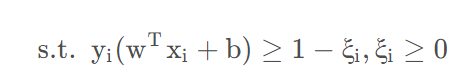 s.t. yᵢ(wᵀxᵢ + b) ≥ 1 − ξᵢ, ξᵢ ≥ 0